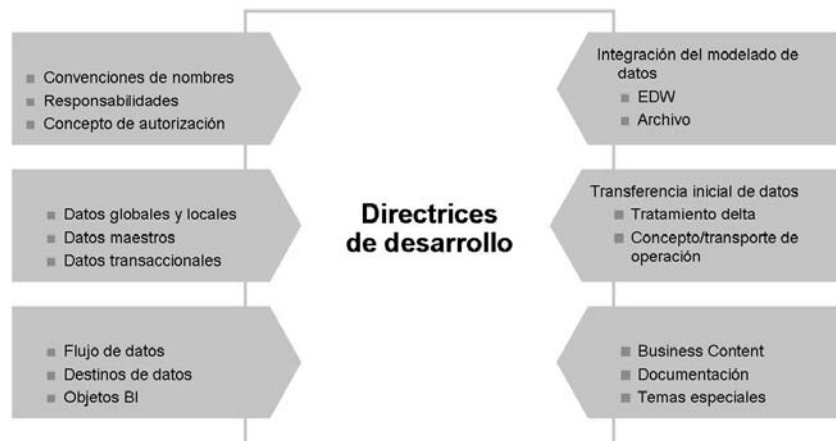 Convenciones de nombres
Responsabilidades
Concepto de autorización
Datos globales y locales
Datos maestros
Datos transaccionales
Flujo de datos
Destinos de datos
Objetos BI
Directrices
de desarrollo
Integración del modelado de
datos
EDW
Archivo
Transferencia inicial de datos
Tratamiento delta
Concepto/transporte de
operación
Business Content
Documentación
Temas especiales